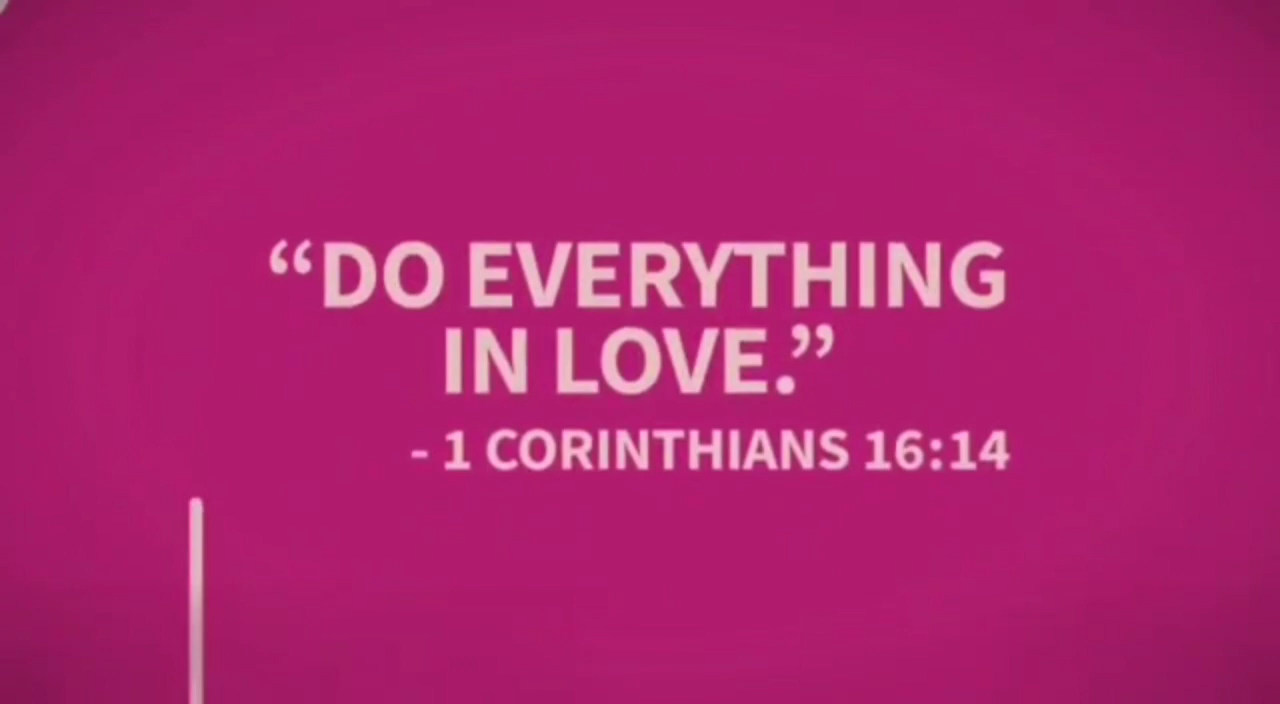 “DO EVERYTHING
IN LOVE.”
- 1 CORINTHIANS 16:14